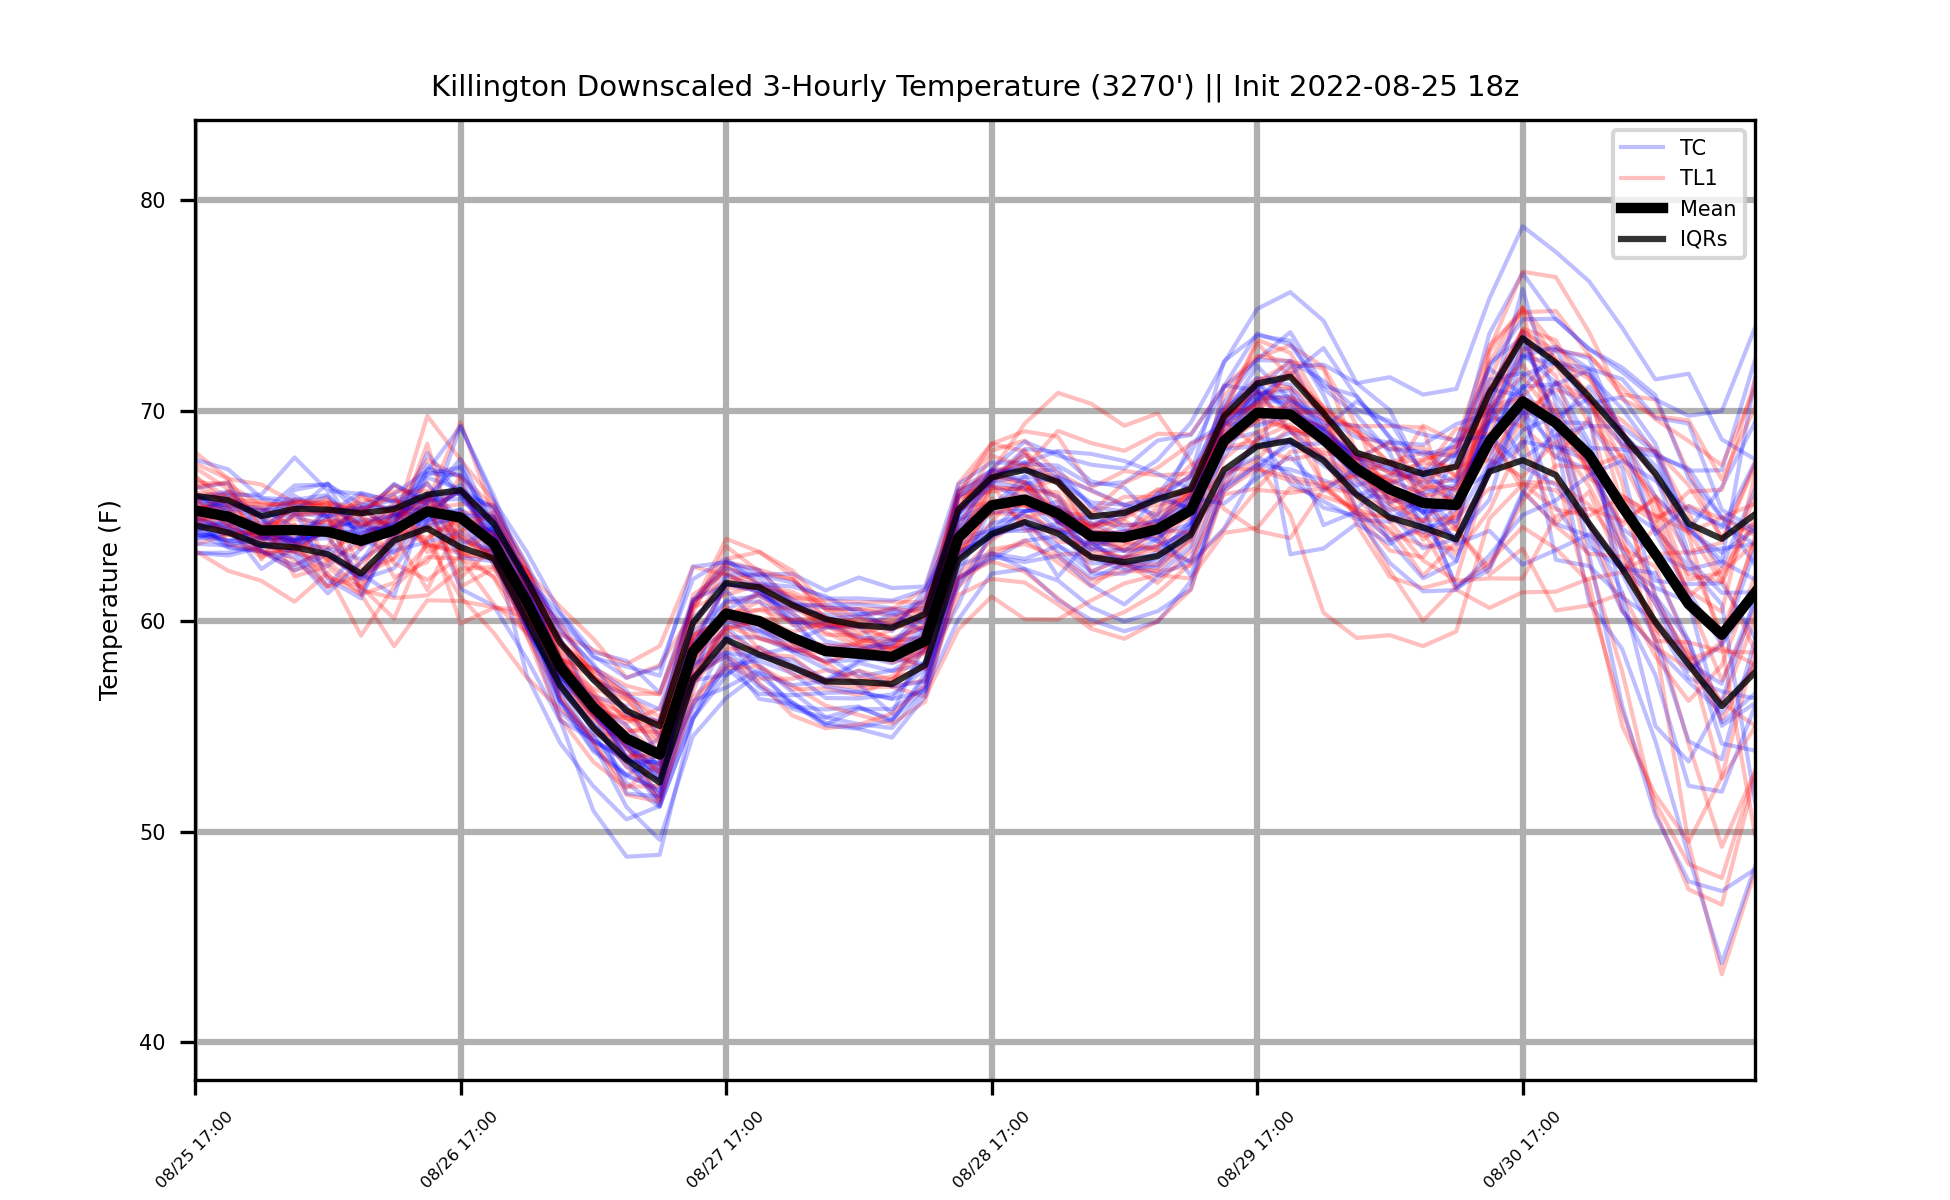 Killington Downscaled 3-Hourly Temperature (3270') || Init 2022-08-25 18z
TC
TL1
Mean
IQRs
Temperature (F)
80
70
60
50
40
08/25 17:00
08/26 17:00
08/27 17:00
08/28 17:00
08/29 17:00
08/30 17:00